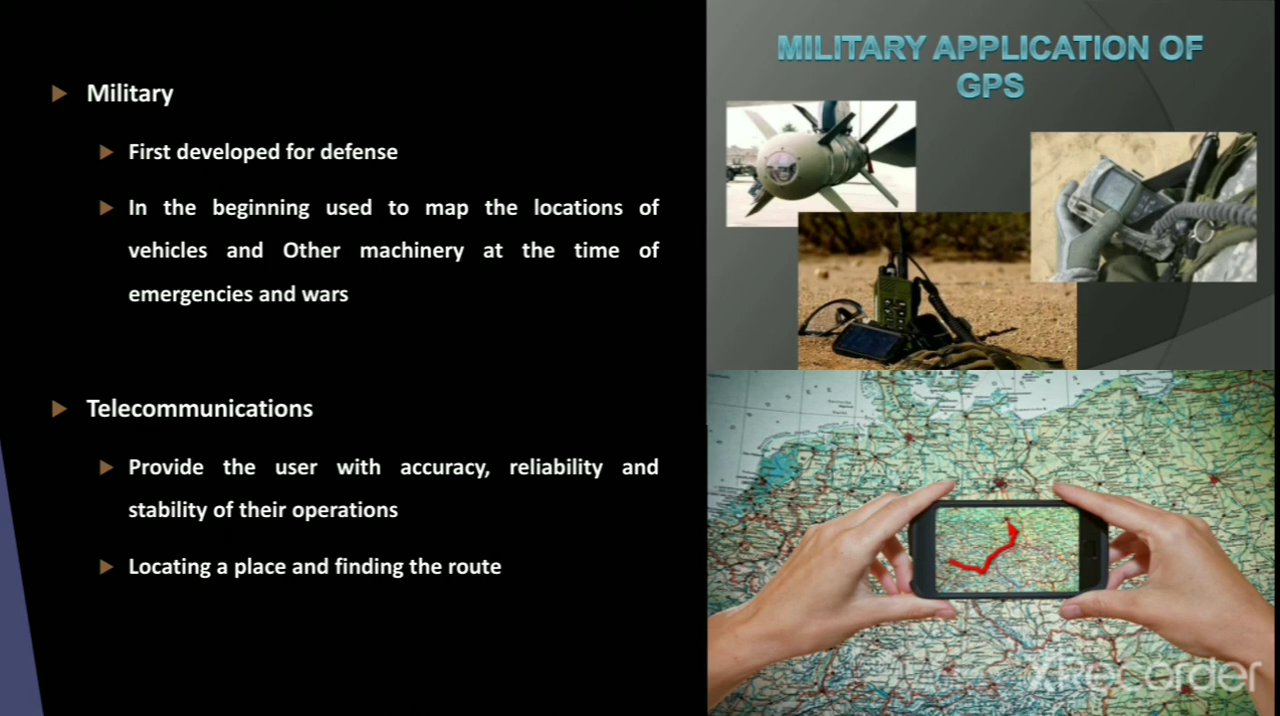 Military
First developed for defense
In the beginning used to map the locations of
vehicles and Other machinery at the time of
emergencies and wars
Telecommunications
Provide the user with accuracy, reliability and
stability of their operations
Locating a place and finding the route
MILITARY APPLICATION OF
GPS
XRecorder